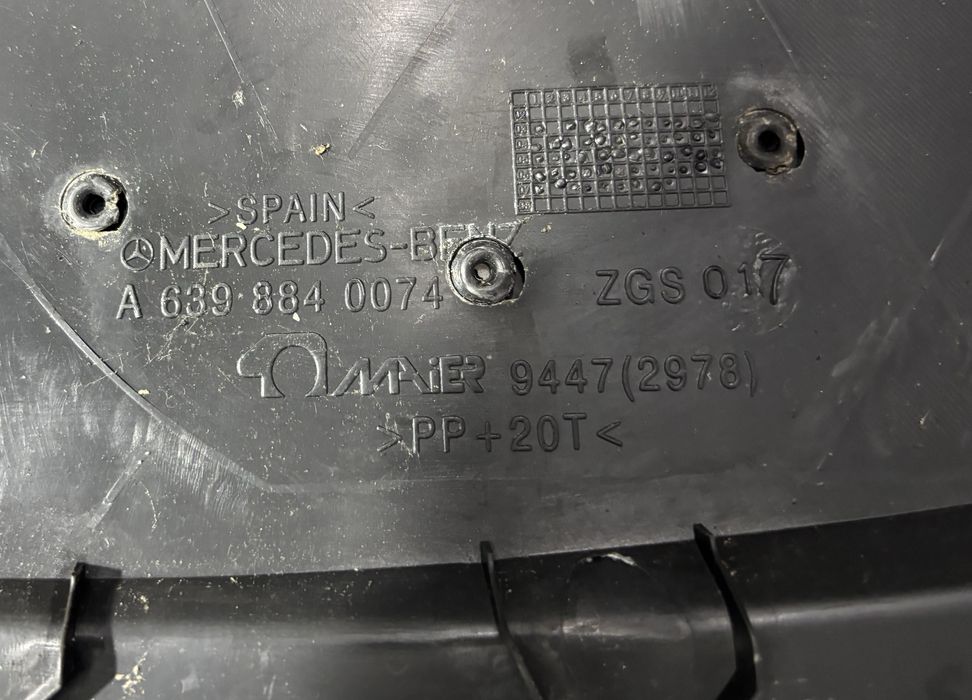 >SPAIN<
MERCEDES-BENZ
A 639 884 0074
ZGS 017
MAiER 9447(2978)
>PP+20T<